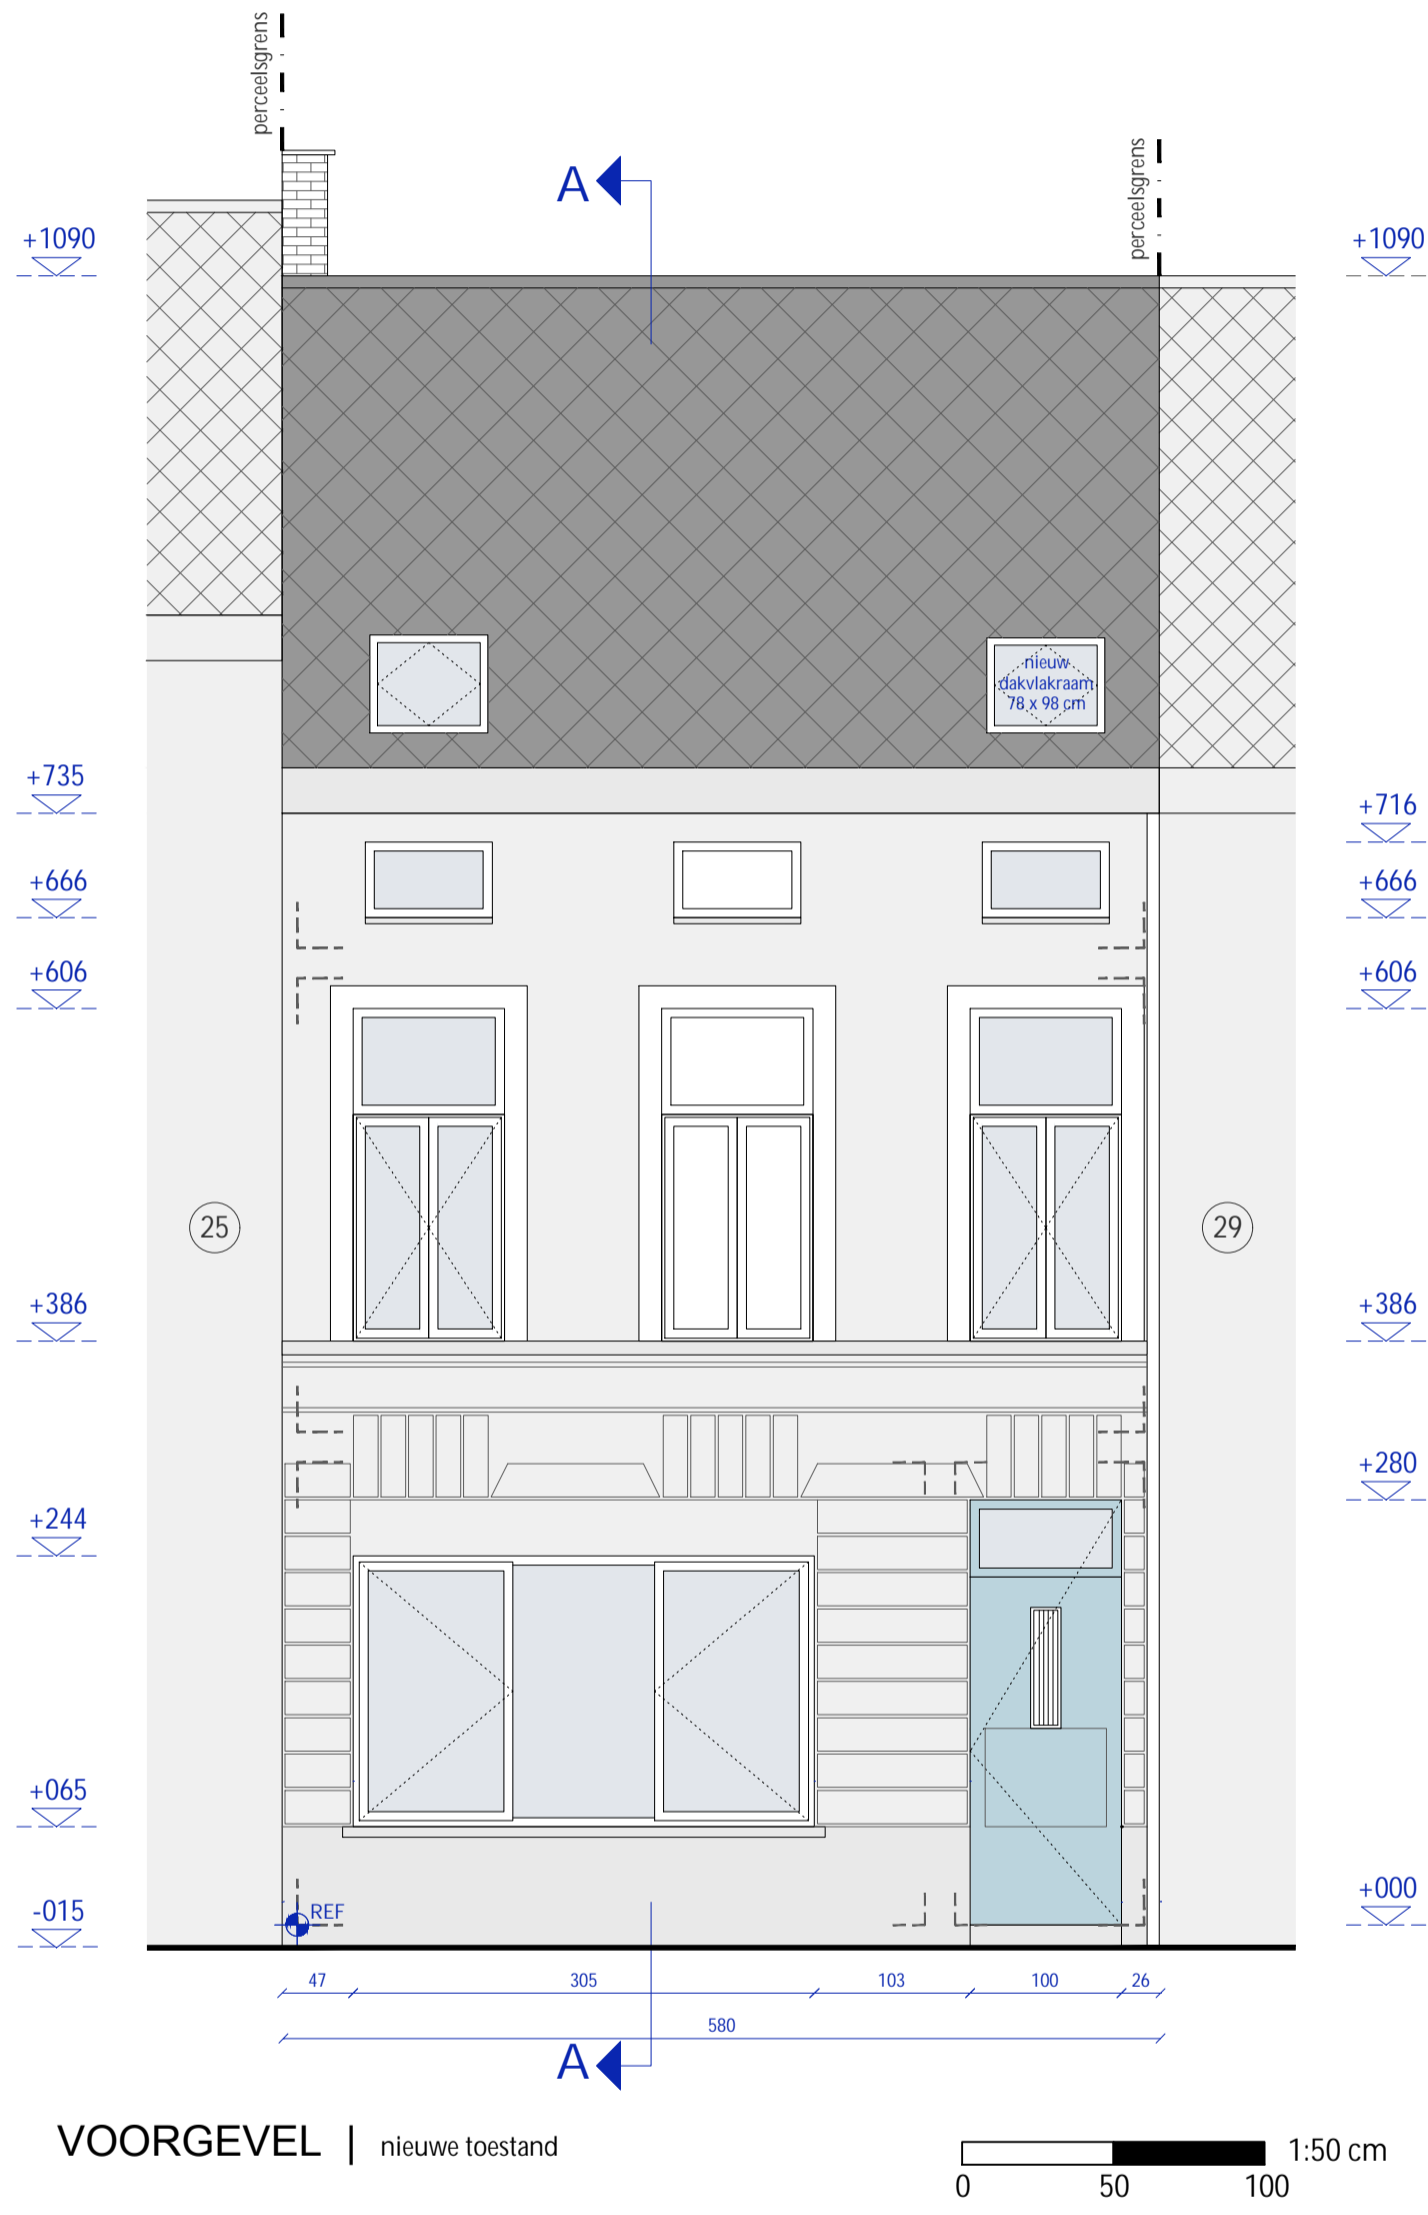 perceelsgrens
perceelsgrens
A
+1090
+1090
nieuw
dakvlakraam
78 x 98 cm
+735
+716
+666
+666
+606
+606
25
29
+386
+386
+280
+244
+065
+000
-015
REF
47 305 103 100 26
580
A
VOORGEVEL | nieuwe toestand
1:50 cm
0 50 100